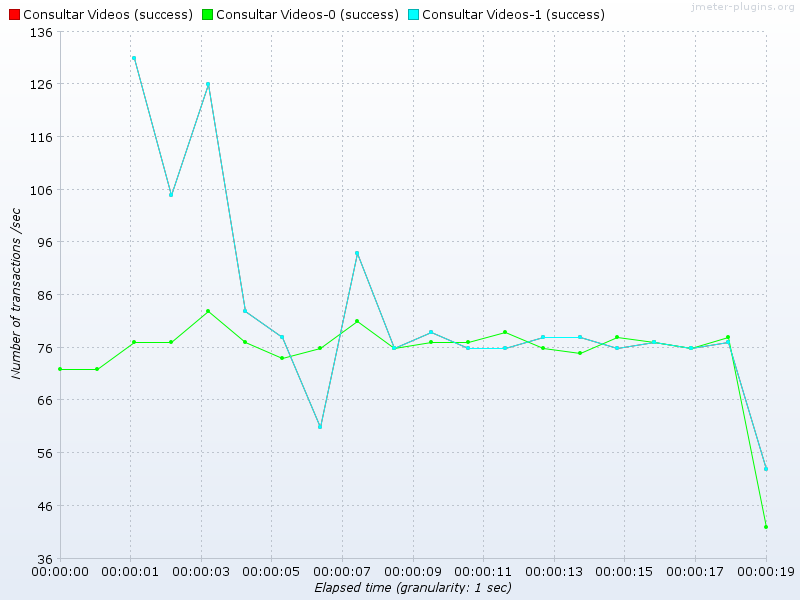 jmeter-plugins.org
Consultar Videos (success) Consultar Videos-0 (success) Consultar Videos-1 (success)
136
126
116
106
96
86
76
66
56
46
36
Number of transactions /sec
00:00:00 00:00:01 00:00:03 00:00:05 00:00:07 00:00:09 00:00:11 00:00:13 00:00:15 00:00:17 00:00:19
Elapsed time (granularity: 1 sec)